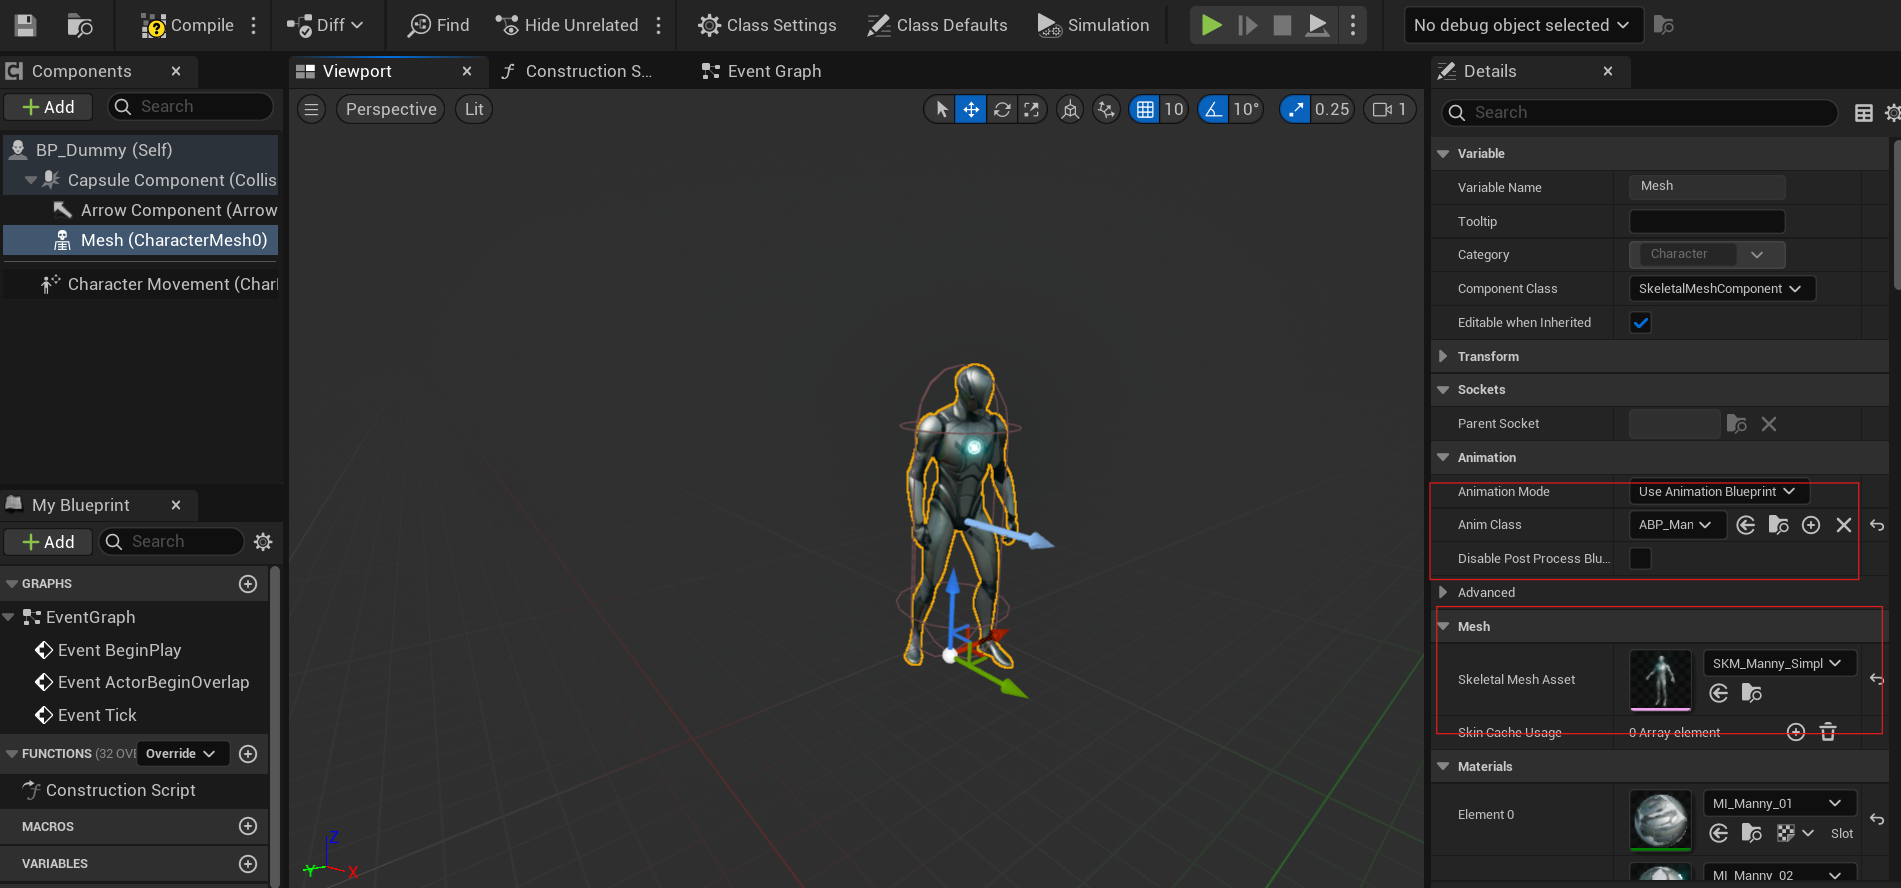 Compile
Diff
Find
Hide Unrelated
Class Settings
Class Defaults
Simulation
No debug object selected
Components
Add
Search
BP_Dummy (Self)
Capsule Component (Collis
Arrow Component (Arrow
Mesh (CharacterMesh0)
Character Movement (Char
My Blueprint
Add
Search
GRAPHS
EventGraph
Event BeginPlay
Event ActorBeginOverlap
Event Tick
FUNCTIONS (32 OVE
Override
Construction Script
MACROS
VARIABLES
Viewport
Construction S...
Event Graph
Perspective
Lit
10
10°
0.25
1
Z
Y
X
Details
Search
Variable
Variable Name
Mesh
Tooltip
Category
Character
Component Class
SkeletalMeshComponent
Editable when Inherited
Transform
Sockets
Parent Socket
Animation
Animation Mode
Use Animation Blueprint
Anim Class
ABP_Man
Disable Post Process Blu...
Advanced
Mesh
Skeletal Mesh Asset
SKM_Manny_Simpl
Skin Cache Usage
0 Array element
Materials
Element 0
MI_Manny_01
Slot
MI_Manny_02